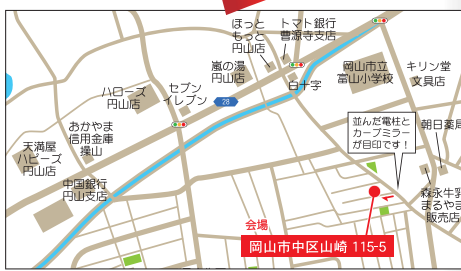 ほっと
もっと
円山店
トマト銀行
曹源寺支店
嵐の湯
円山店
白十字
岡山市立
富山小学校
キリン堂
文具店
ハローズ
円山店
セブン
イレブン
28
おかやま
信用金庫
操山
天満屋
ハピーズ
円山店
中国銀行
円山支店
並んだ電柱と
カーブミラー
が目印です！
朝日薬局
森永牛乳
まるやま
販売店
会場
岡山市中区山崎 115-5